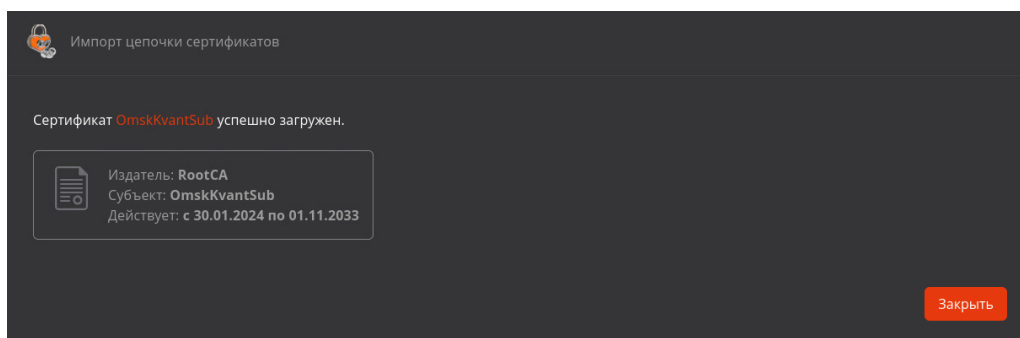 Импорт цепочки сертификатов
Сертификат OmskKvantSub успешно загружен.
Издатель: RootCA
Субъект: OmskKvantSub
Действует: с 30.01.2024 по 01.11.2033
Закрыть